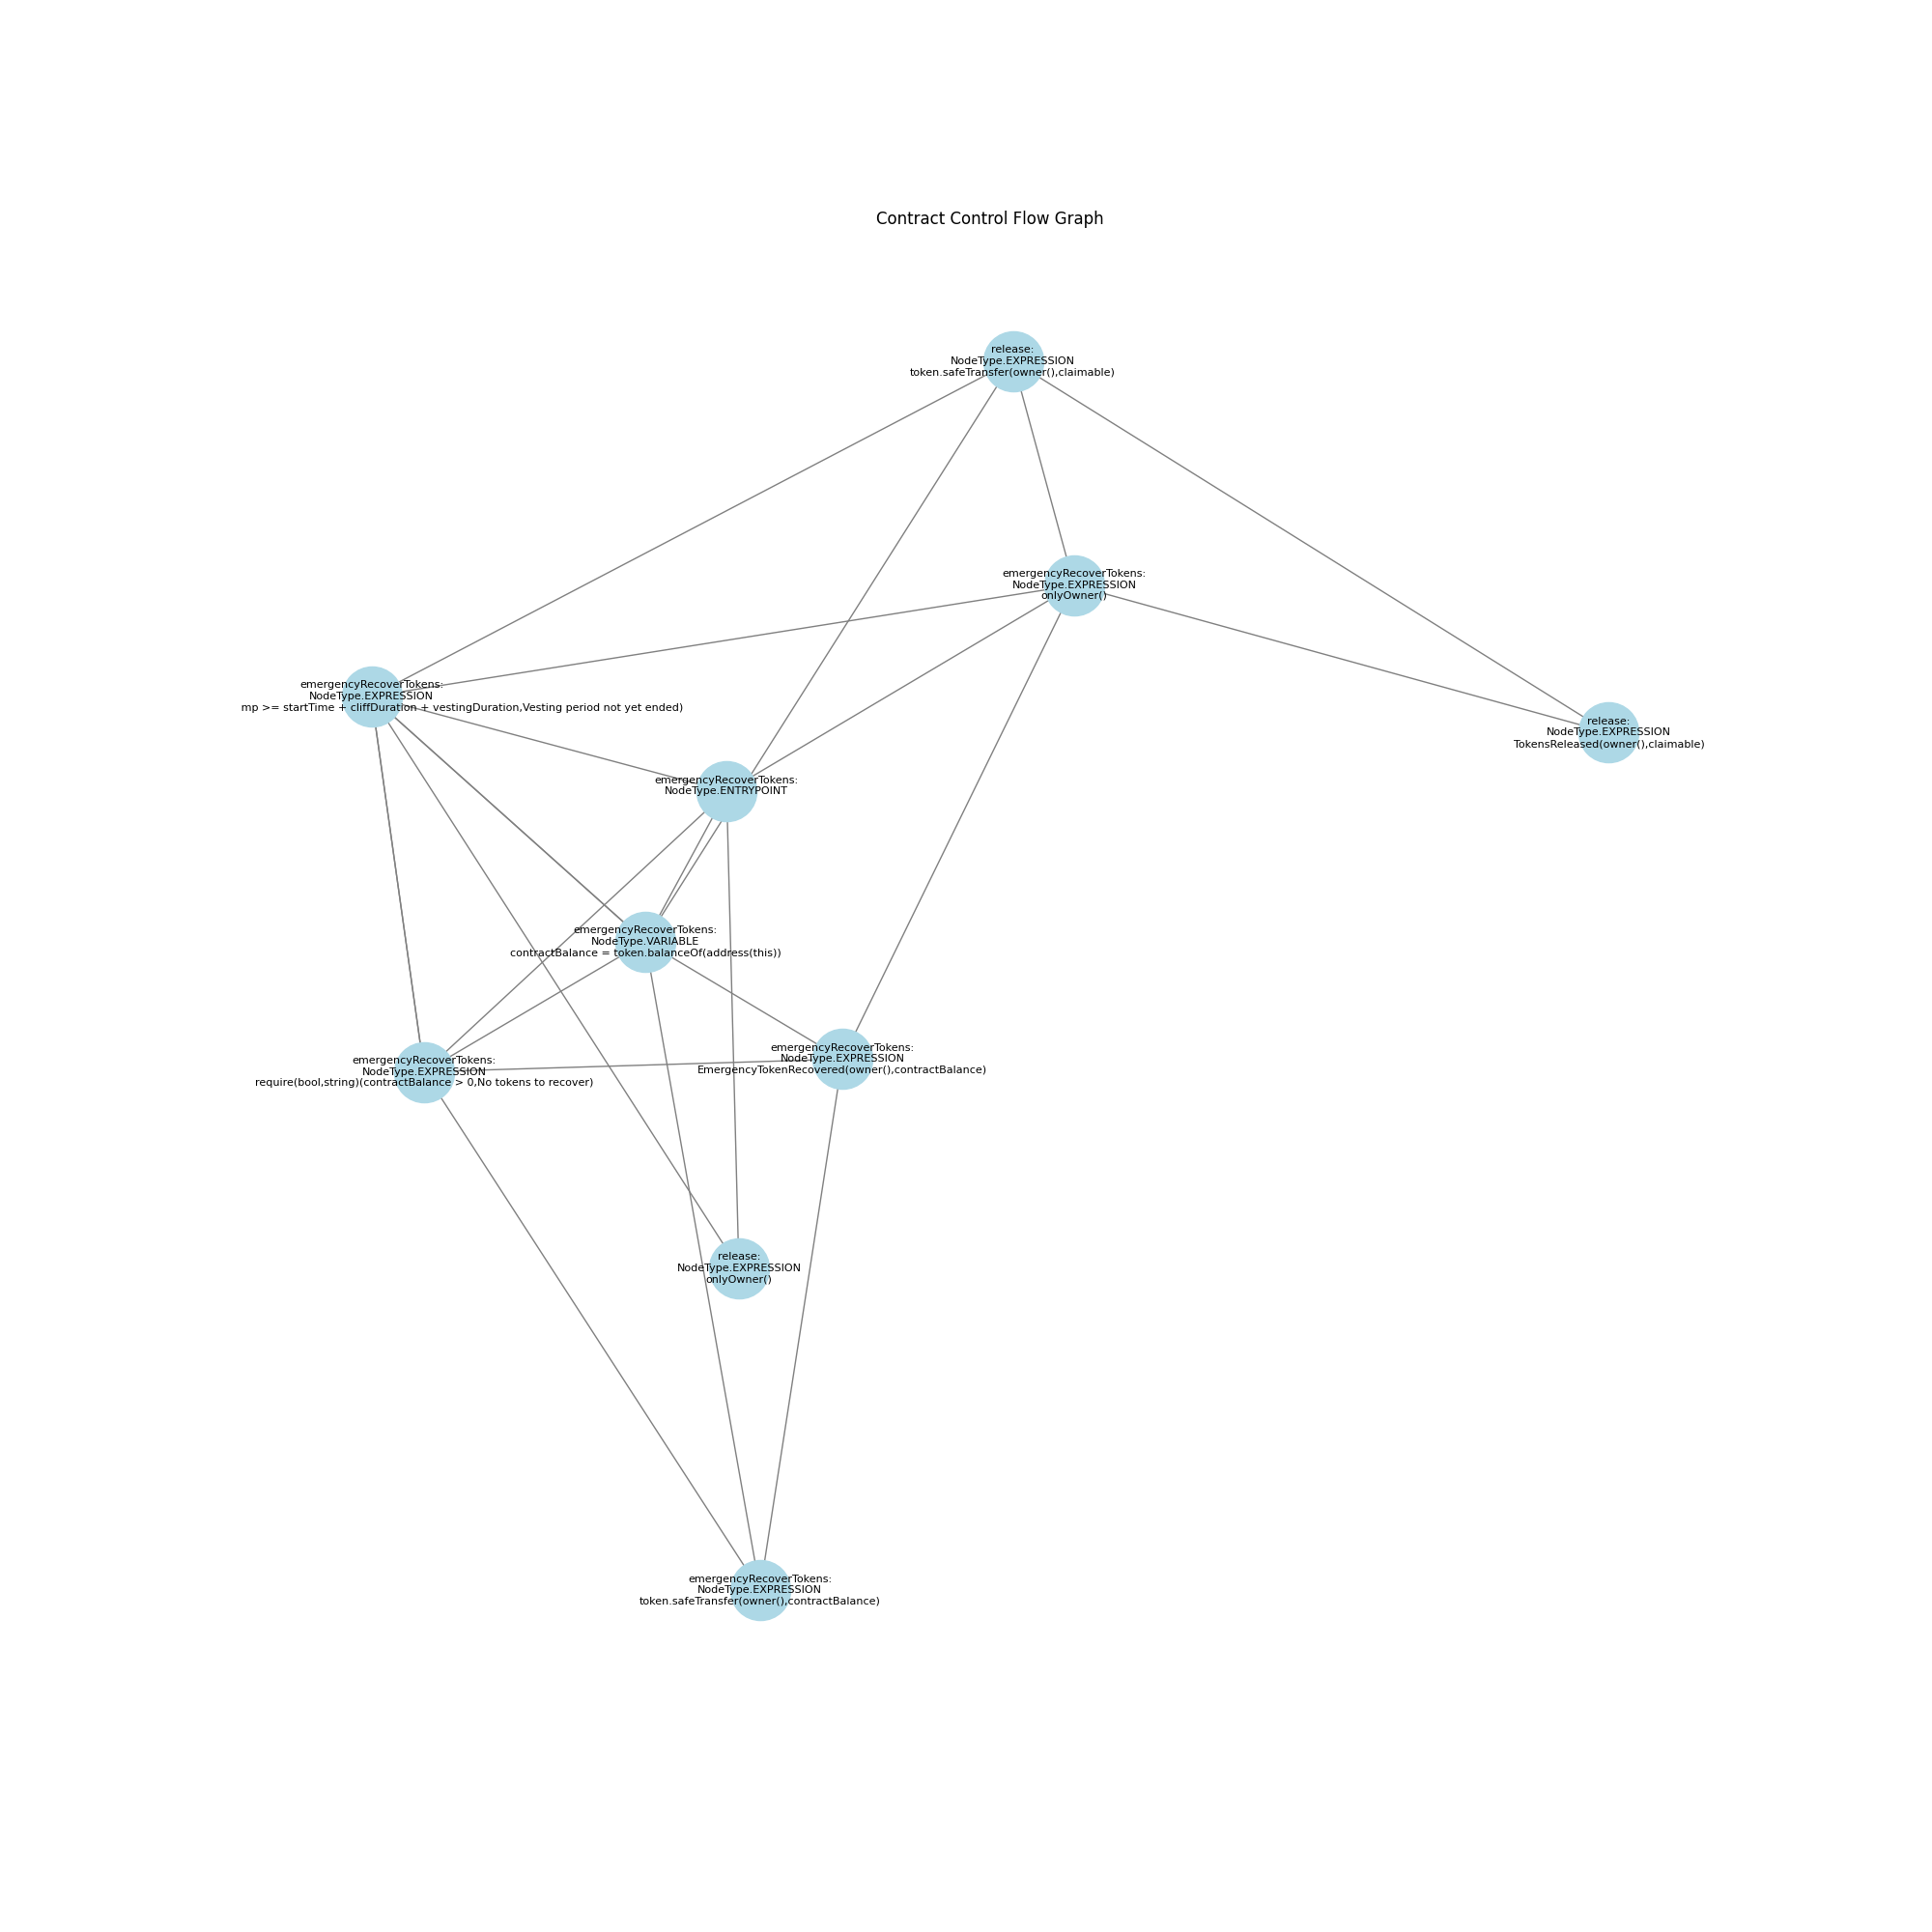 Contract Control Flow Graph
release:
NodeType.EXPRESSION
token.safeTransfer(owner(),claimable)
emergencyRecoverTokens:
NodeType.EXPRESSION
onlyOwner()
emergencyRecoverTokens:
NodeType.EXPRESSION
mp >= startTime + cliffDuration + vestingDuration,Vesting period not yet ended)
release:
NodeType.EXPRESSION
TokensReleased(owner(),claimable)
emergencyRecoverTokens:
NodeType.ENTRYPOINT
emergencyRecoverTokens:
NodeType.VARIABLE
contractBalance = token.balanceOf(address(this))
emergencyRecoverTokens:
NodeType.EXPRESSION
EmergencyTokenRecovered(owner(),contractBalance)
emergencyRecoverTokens:
NodeType.EXPRESSION
require(bool,string)(contractBalance > 0,No tokens to recover)
release:
NodeType.EXPRESSION
onlyOwner()
emergencyRecoverTokens:
NodeType.EXPRESSION
token.safeTransfer(owner(),contractBalance)